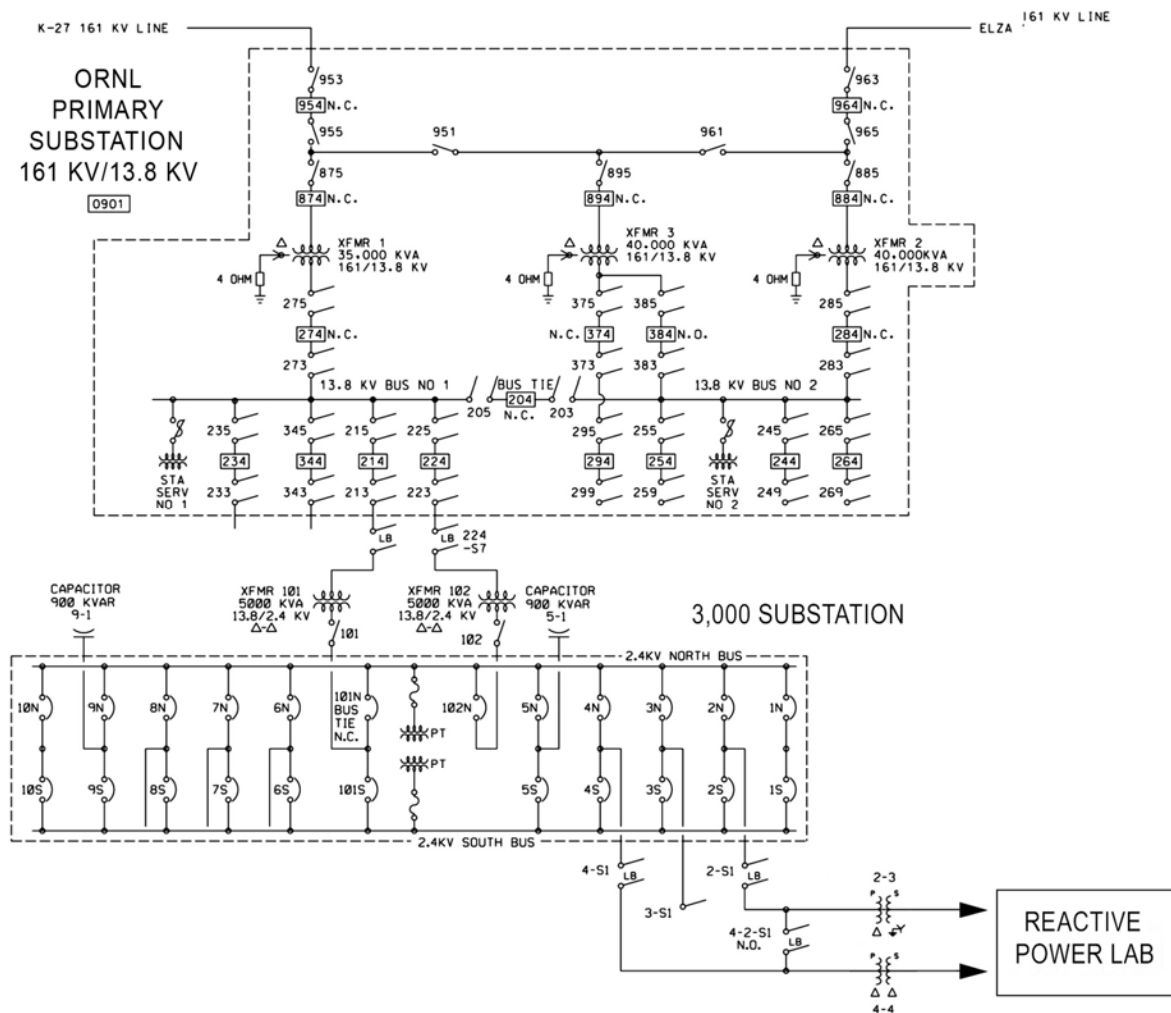 K-27 161 KV LINE
ELZA
161 KV LINE
ORNL
PRIMARY
SUBSTATION
161 KV/13.8 KV
0901
953
963
954 N.C.
964 N.C.
955
951
961
965
875
895
885
874 N.C.
894 N.C.
884 N.C.
XFMR 1
35.000 KVA
161/13.8 KV
XFMR 3
40.000 KVA
161/13.8 KV
XFMR 2
40.000KVA
161/13.8 KV
4 OHM
4 OHM
4 OHM
275
375
385
285
274 N.C.
N.C. 374
384 N.O.
284 N.C.
273
373
383
283
13.8 KV BUS NO 1
BUS TIE
13.8 KV BUS NO 2
205
204
203
N.C.
235
345
215
225
295
255
245
265
234
344
214
224
294
254
244
264
STA
SERV
NO 1
233
343
213
223
299
259
STA
SERV
NO 2
249
269
LB
LB
224
-S7
CAPACITOR
900 KVAR
9-1
XFMR 101
5000 KVA
13.8/2.4 KV
Δ-Δ
XFMR 102
5000 KVA
13.8/2.4 KV
Δ-Δ
CAPACITOR
900 KVAR
5-1
3,000 SUBSTATION
101
102
2.4KV NORTH BUS
10N
9N
8N
7N
6N
101N
BUS
TIE
N.C.
102N
5N
4N
3N
2N
1N
PT
PT
10S
9S
8S
7S
6S
101S
5S
4S
3S
2S
1S
2.4KV SOUTH BUS
4-S1
LB
3-S1
2-S1
LB
2-3
P S
4-2-S1
N.O.
LB
P S
4-4
REACTIVE
POWER LAB